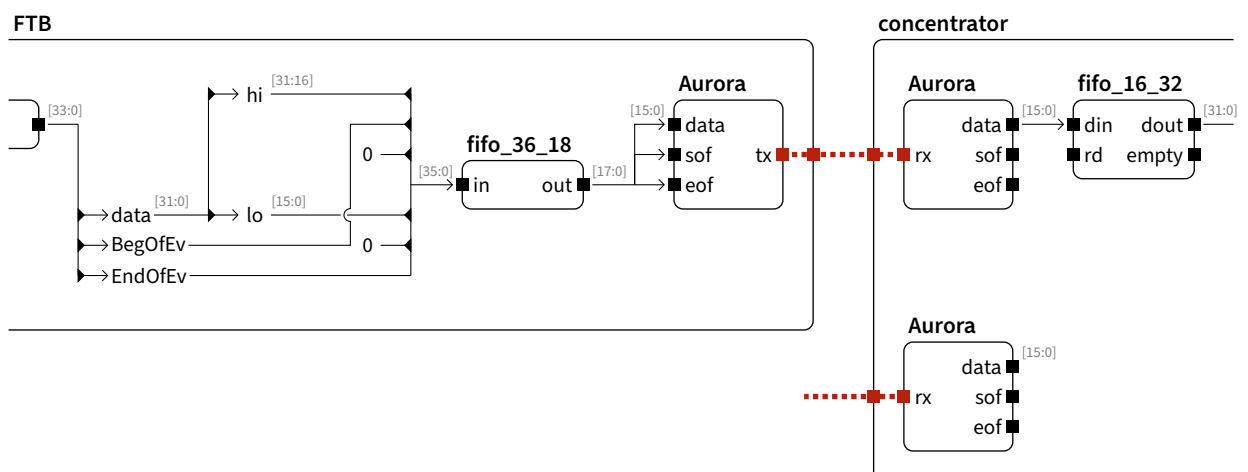 FTB
concentrator
[33:0]
hi [31:16]
0
data [31:0]
lo [15:0]
BegOfEv
0
EndOfEv
[35:0]
fifo_36_18
in out
[17:0]
[15:0]
Aurora
data
sof tx
eof
Aurora
data
rx sof
eof
[15:0]
fifo_16_32
din dout
rd empty
[31:0]
Aurora
data
rx sof
eof
[15:0]